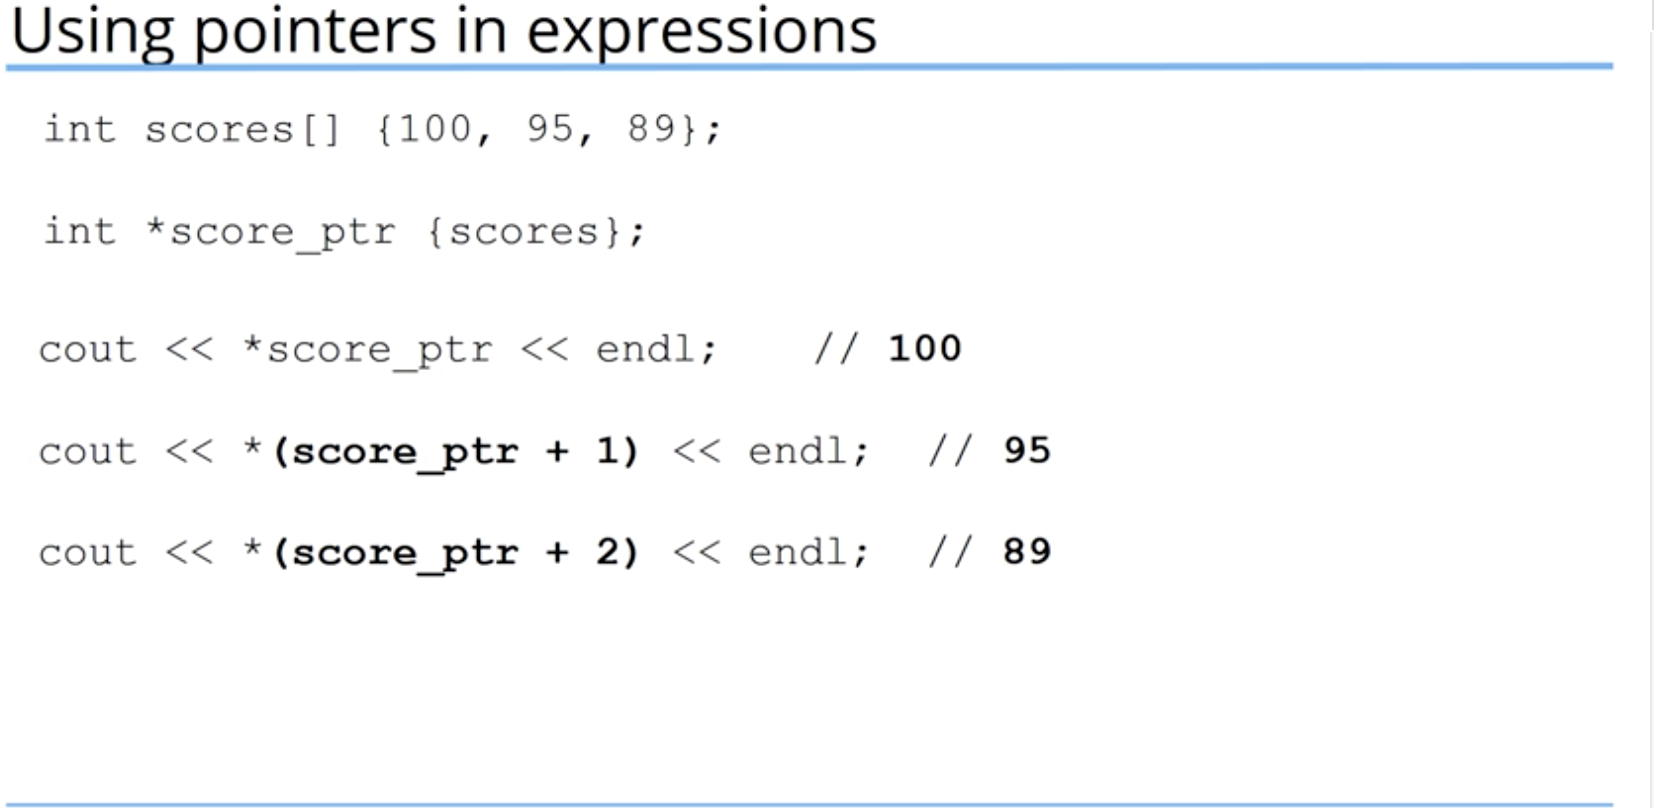 Using pointers in expressions
int scores[] {100, 95, 89};
int *score_ptr {scores};
cout << *score_ptr << endl;    // 100
cout << *(score_ptr + 1) << endl;  // 95
cout << *(score_ptr + 2) << endl;  // 89